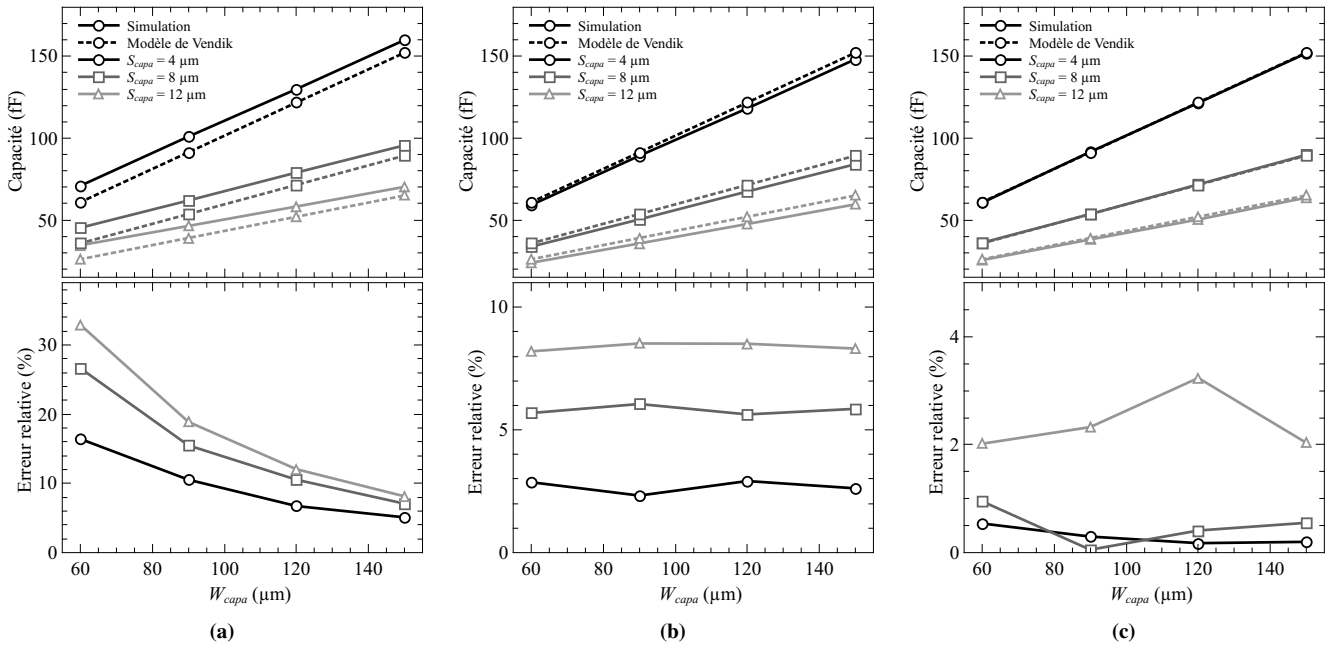 Simulation
Modèle de Vendik
S_capa = 4 µm
S_capa = 8 µm
S_capa = 12 µm
Capacité (fF)
150
100
50
Erreur relative (%)
30
20
10
0
60 80 100 120 140
W_capa (µm)
(a)
Simulation
Modèle de Vendik
S_capa = 4 µm
S_capa = 8 µm
S_capa = 12 µm
Capacité (fF)
150
100
50
Erreur relative (%)
10
5
0
60 80 100 120 140
W_capa (µm)
(b)
Simulation
Modèle de Vendik
S_capa = 4 µm
S_capa = 8 µm
S_capa = 12 µm
Capacité (fF)
150
100
50
Erreur relative (%)
4
2
0
60 80 100 120 140
W_capa (µm)
(c)